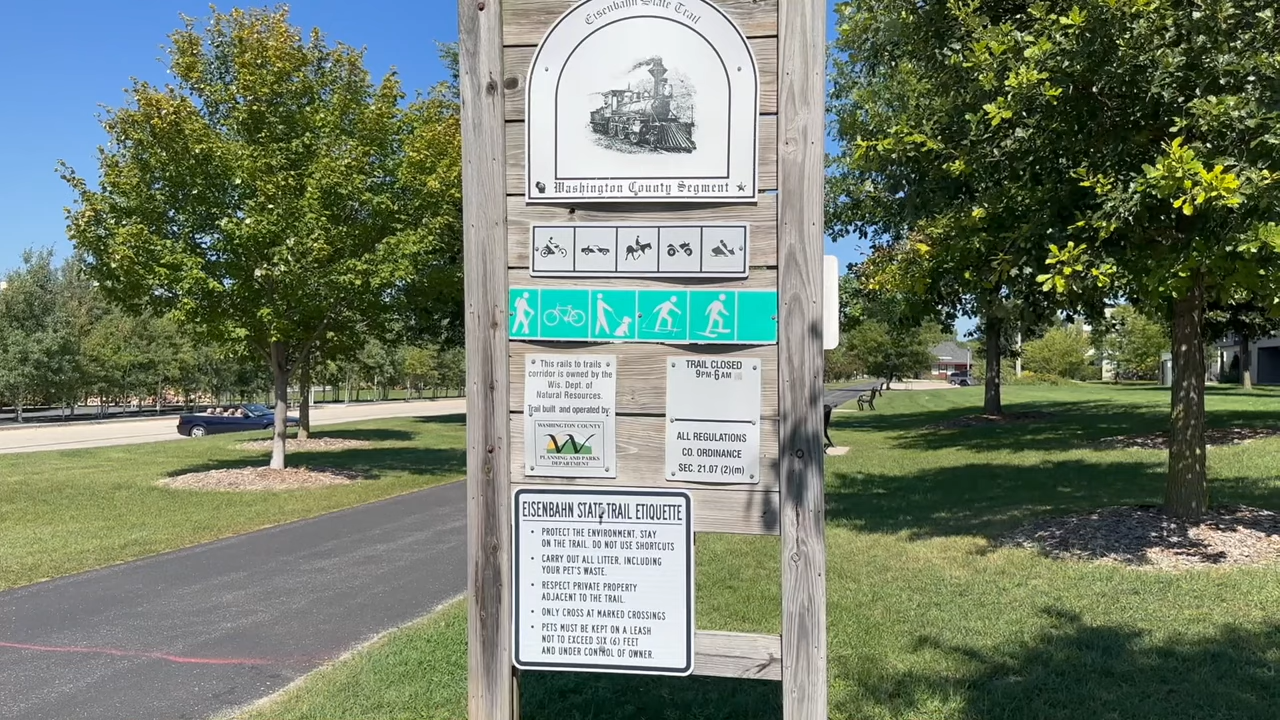 Eisenbahn State Trail
Washington County Segment
This rails to trails
corridor is owned by the
Wis. Dept. of
Natural Resources.
Trail built and operated by:
WASHINGTON COUNTY
W
PLANNING AND PARKS
DEPARTMENT
TRAIL CLOSED
9PM-6AM
ALL REGULATIONS
CO. ORDINANCE
SEC. 21.07 (2)(m)
EISENBAHN STATE TRAIL ETIQUETTE
• PROTECT THE ENVIRONMENT, STAY
ON THE TRAIL. DO NOT USE SHORTCUTS
• CARRY OUT ALL LITTER, INCLUDING
YOUR PET'S WASTE.
• RESPECT PRIVATE PROPERTY
ADJACENT TO THE TRAIL.
• ONLY CROSS AT MARKED CROSSINGS
• PETS MUST BE KEPT ON A LEASH
NOT TO EXCEED SIX (6) FEET
AND UNDER CONTROL OF OWNER.